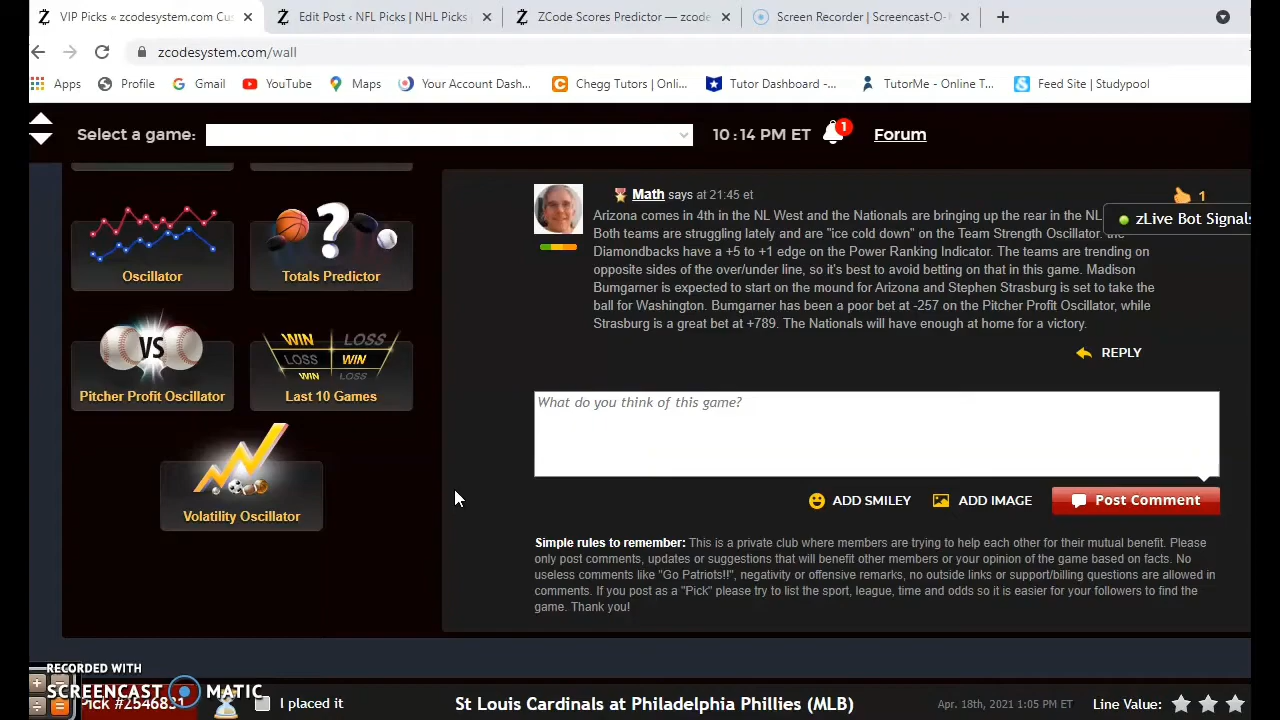 VIP Picks « zcodesystem.com Cus
Edit Post ‹ NFL Picks | NHL Picks
ZCode Scores Predictor — zcode
Screen Recorder | Screencast-O-
zcodesystem.com/wall
Apps
Profile
Gmail
YouTube
Maps
Your Account Dash...
Chegg Tutors | Onli...
Tutor Dashboard -...
TutorMe - Online T...
Feed Site | Studypool
Select a game:
10:14 PM ET
1
Forum
Oscillator
Totals Predictor
VS
Pitcher Profit Oscillator
WIN LOSS
LOSS WIN
WIN LOSS
Last 10 Games
Volatility Oscillator
Math says at 21:45 et
1
zLive Bot Signals
Arizona comes in 4th in the NL West and the Nationals are bringing up the rear in the NL
Both teams are struggling lately and are "ice cold down" on the Team Strength Oscillator. the
Diamondbacks have a +5 to +1 edge on the Power Ranking Indicator. The teams are trending on
opposite sides of the over/under line, so it's best to avoid betting on that in this game. Madison
Bumgarner is expected to start on the mound for Arizona and Stephen Strasburg is set to take the
ball for Washington. Bumgarner has been a poor bet at -257 on the Pitcher Profit Oscillator, while
Strasburg is a great bet at +789. The Nationals will have enough at home for a victory.
REPLY
What do you think of this game?
ADD SMILEY
ADD IMAGE
Post Comment
Simple rules to remember: This is a private club where members are trying to help each other for their mutual benefit. Please
only post comments, updates or suggestions that will benefit other members or your opinion of the game based on facts. No
useless comments like "Go Patriots!!", negativity or offensive remarks, no outside links or support/billing questions are allowed in
comments. If you post as a "Pick" please try to list the sport, league, time and odds so it is easier for your followers to find the
game. Thank you!
RECORDED WITH
SCREENCAST MATIC
Pick #2546831
I placed it
St Louis Cardinals at Philadelphia Phillies (MLB)
Apr. 18th, 2021 1:05 PM ET
Line Value: